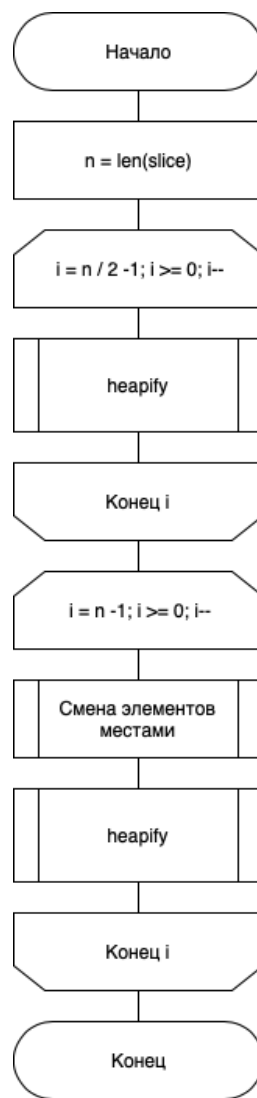 Начало
n = len(slice)
i = n / 2 -1; i >= 0; i--
heapify
Конец i
i = n -1; i >= 0; i--
Смена элементов
местами
heapify
Конец i
Конец